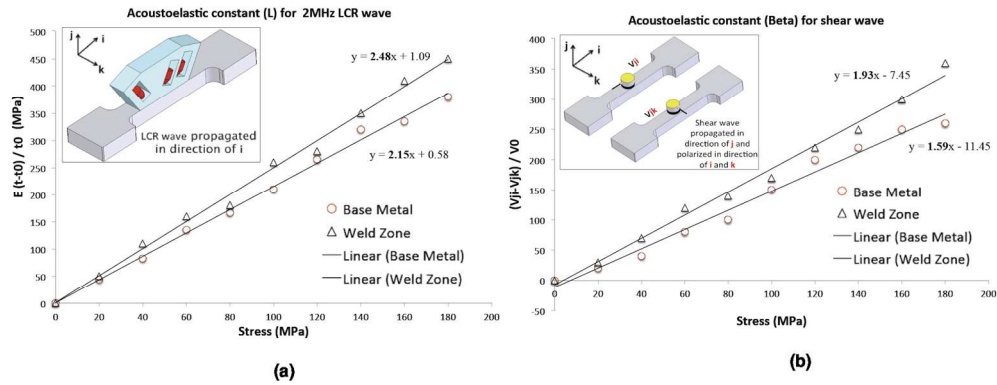 Acoustoelastic constant (L) for 2MHz LCR wave
E (t-t0) / t0 [MPa]
500
450
400
350
300
250
200
150
100
50
0
j
i
k
LCR wave propagated
in direction of i
y = 2.48x + 1.09
y = 2.15x + 0.58
Base Metal
Weld Zone
Linear (Base Metal)
Linear (Weld Zone)
0 20 40 60 80 100 120 140 160 180 200
Stress (MPa)
(a)
Acoustoelastic constant (Beta) for shear wave
(Vji-Vjk) / V0
400
350
300
250
200
150
100
50
0
-50
j
i
k
Vji
Vjk
Shear wave
propagated in
direction of j and
polarized in direction
of i and k
y = 1.93x - 7.45
y = 1.59x - 11.45
Base Metal
Weld Zone
Linear (Base Metal)
Linear (Weld Zone)
0 20 40 60 80 100 120 140 160 180 200
Stress (MPa)
(b)